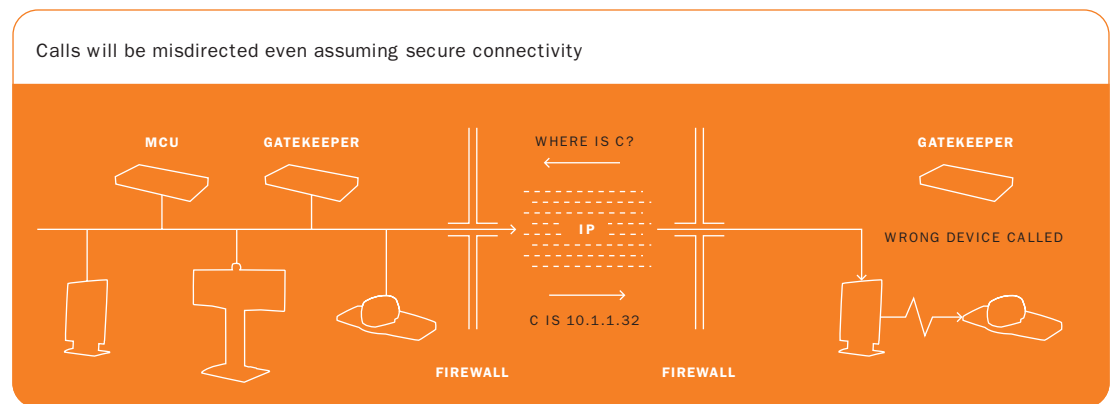 Calls will be misdirected even assuming secure connectivity
MCU
GATEKEEPER
WHERE IS C?
GATEKEEPER
IP
WRONG DEVICE CALLED
C IS 10.1.1.32
FIREWALL
FIREWALL